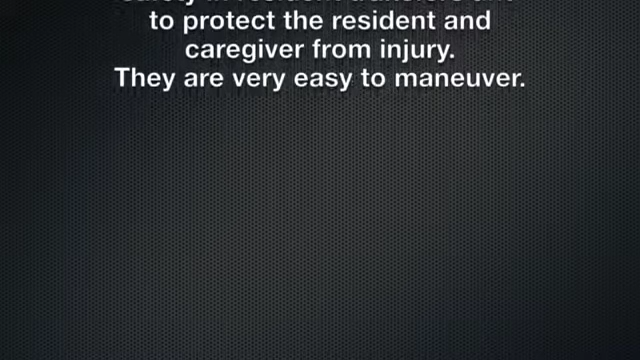 to protect the resident and
caregiver from injury.
They are very easy to maneuver.